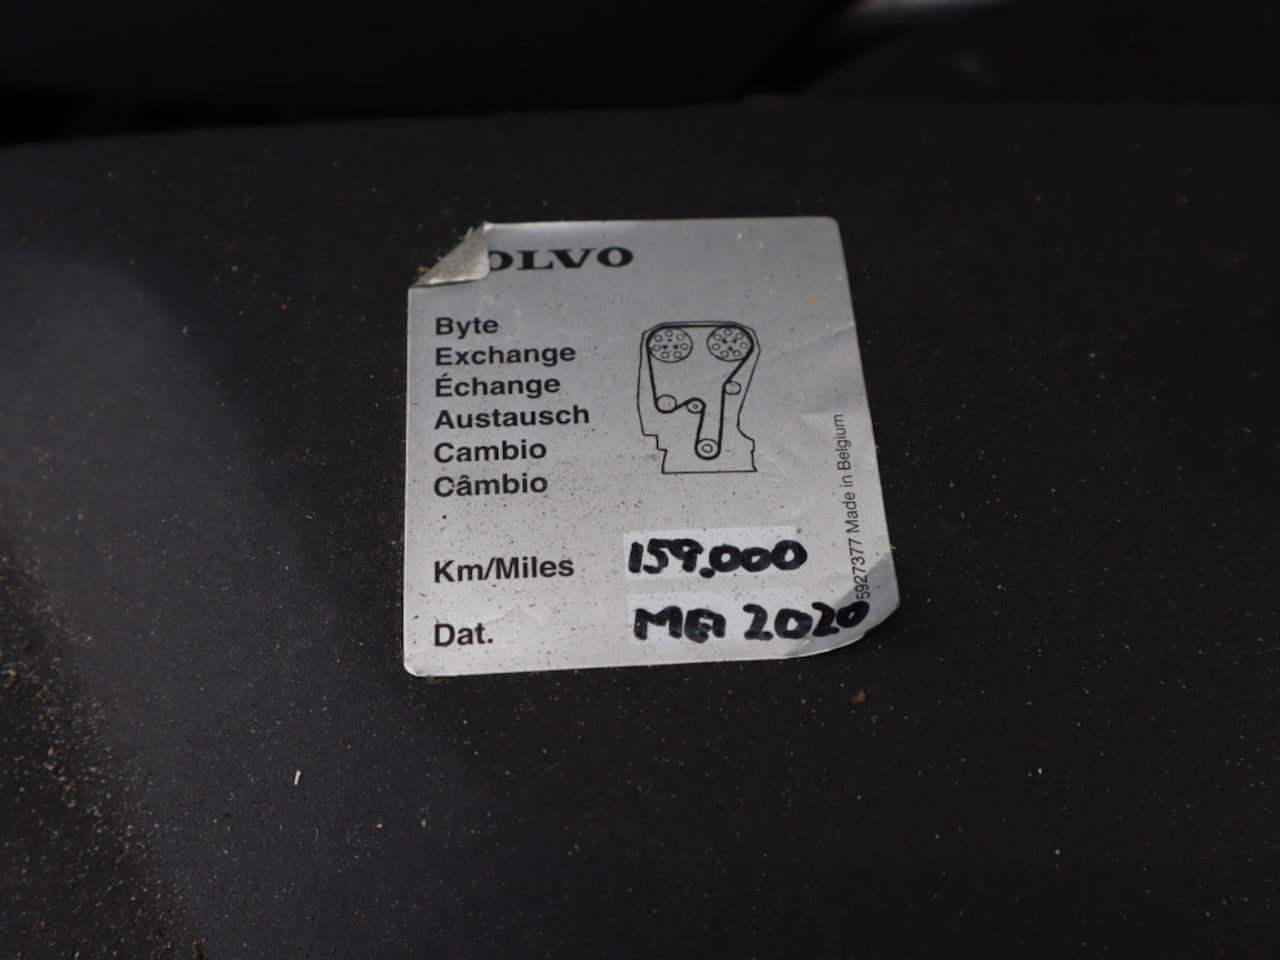 OLVO
Byte
Exchange
Échange
Austausch
Cambio
Câmbio
Km/Miles 159.000
Dat. MEI 2020
5927377 Made in Belgium